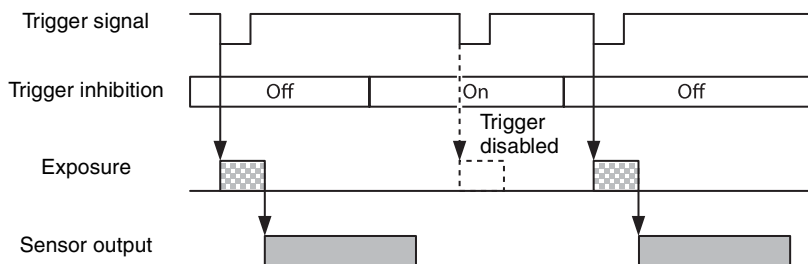 Trigger signal
Trigger inhibition
Off
On
Off
Trigger
disabled
Exposure
Sensor output